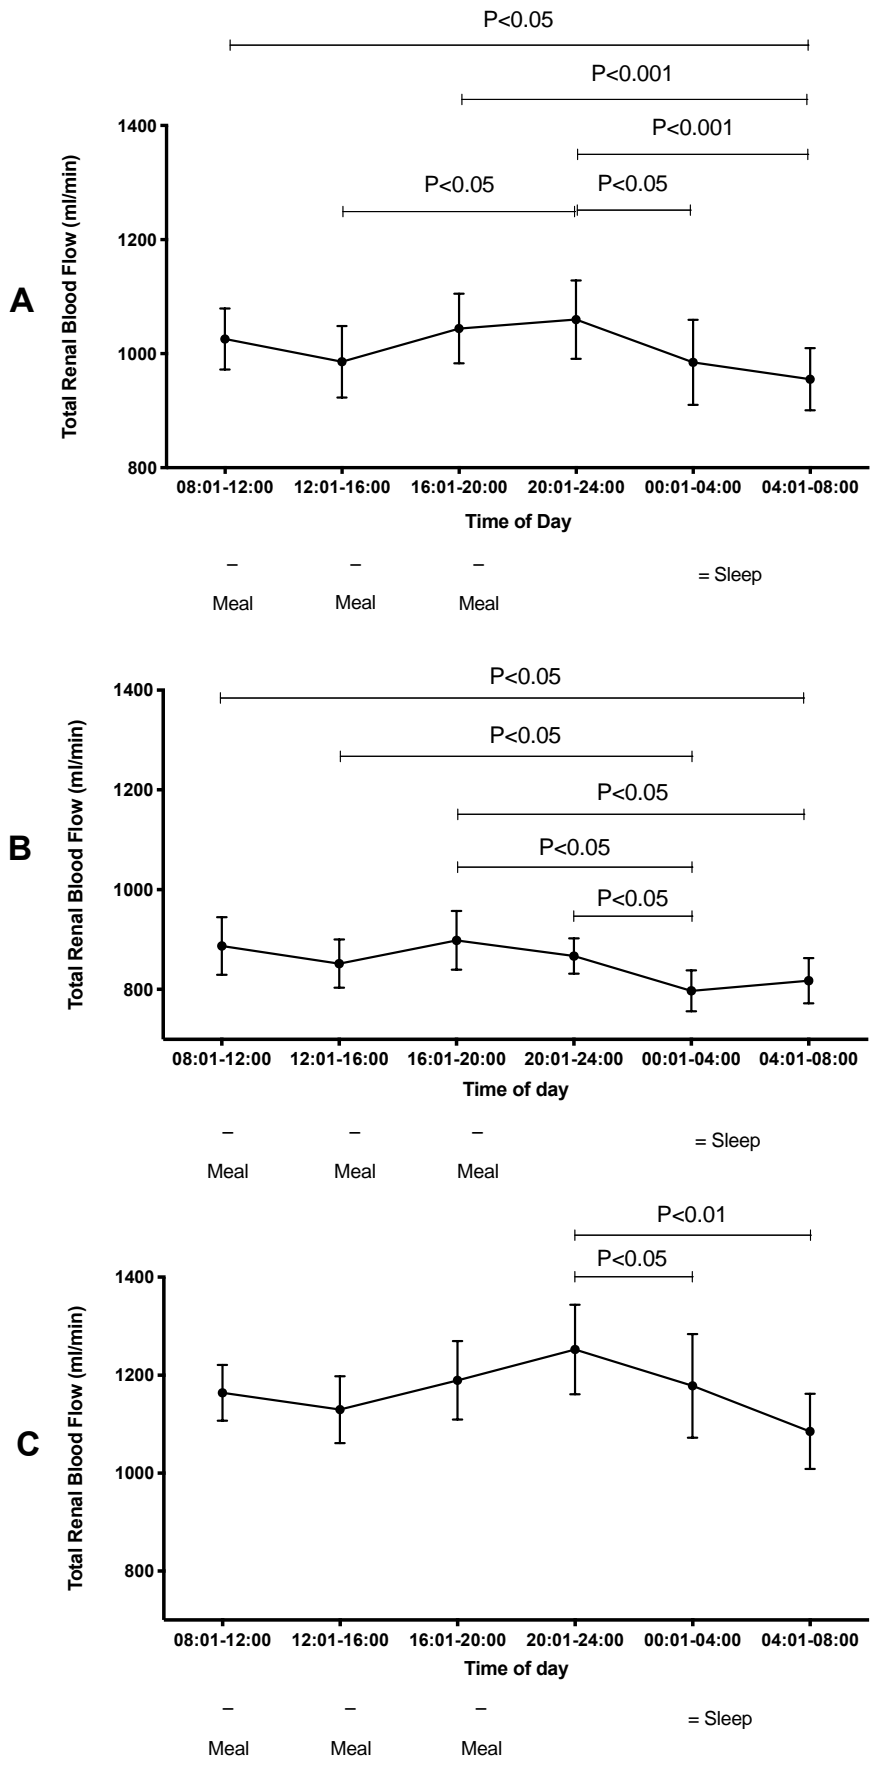 P<0.05
P<0.001
P<0.001
P<0.05
P<0.05
A
Total Renal Blood Flow (ml/min)
1400
1200
1000
800
08:01-12:00 12:01-16:00 16:01-20:00 20:01-24:00 00:01-04:00 04:01-08:00
Time of Day
– – –
= Sleep
Meal Meal Meal
P<0.05
P<0.05
P<0.05
P<0.05
P<0.05
B
Total Renal Blood Flow (ml/min)
1400
1200
1000
800
08:01-12:00 12:01-16:00 16:01-20:00 20:01-24:00 00:01-04:00 04:01-08:00
Time of day
– – –
= Sleep
Meal Meal Meal
P<0.01
P<0.05
C
Total Renal Blood Flow (ml/min)
1400
1200
1000
800
08:01-12:00 12:01-16:00 16:01-20:00 20:01-24:00 00:01-04:00 04:01-08:00
Time of day
– – –
= Sleep
Meal Meal Meal